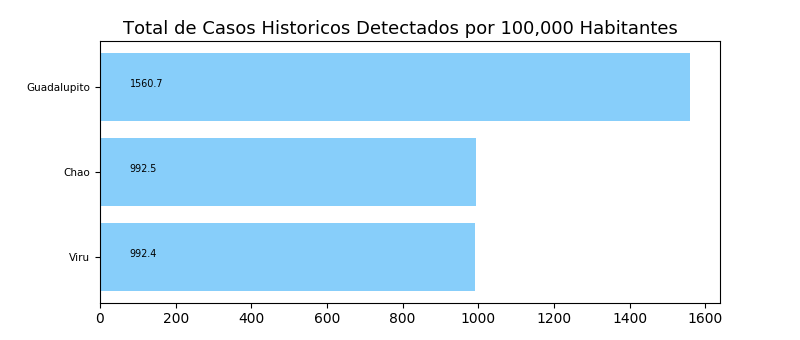 Total de Casos Historicos Detectados por 100,000 Habitantes
Guadalupito
1560.7
Chao
992.5
Viru
992.4
0 200 400 600 800 1000 1200 1400 1600